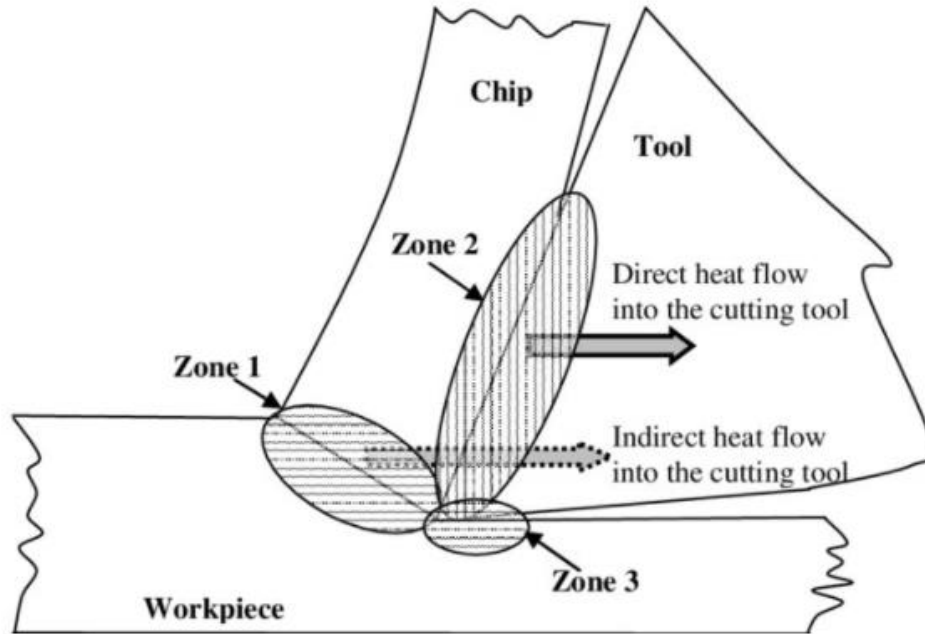 Chip
Tool
Zone 2
Direct heat flow
into the cutting tool
Zone 1
Indirect heat flow
into the cutting tool
Zone 3
Workpiece